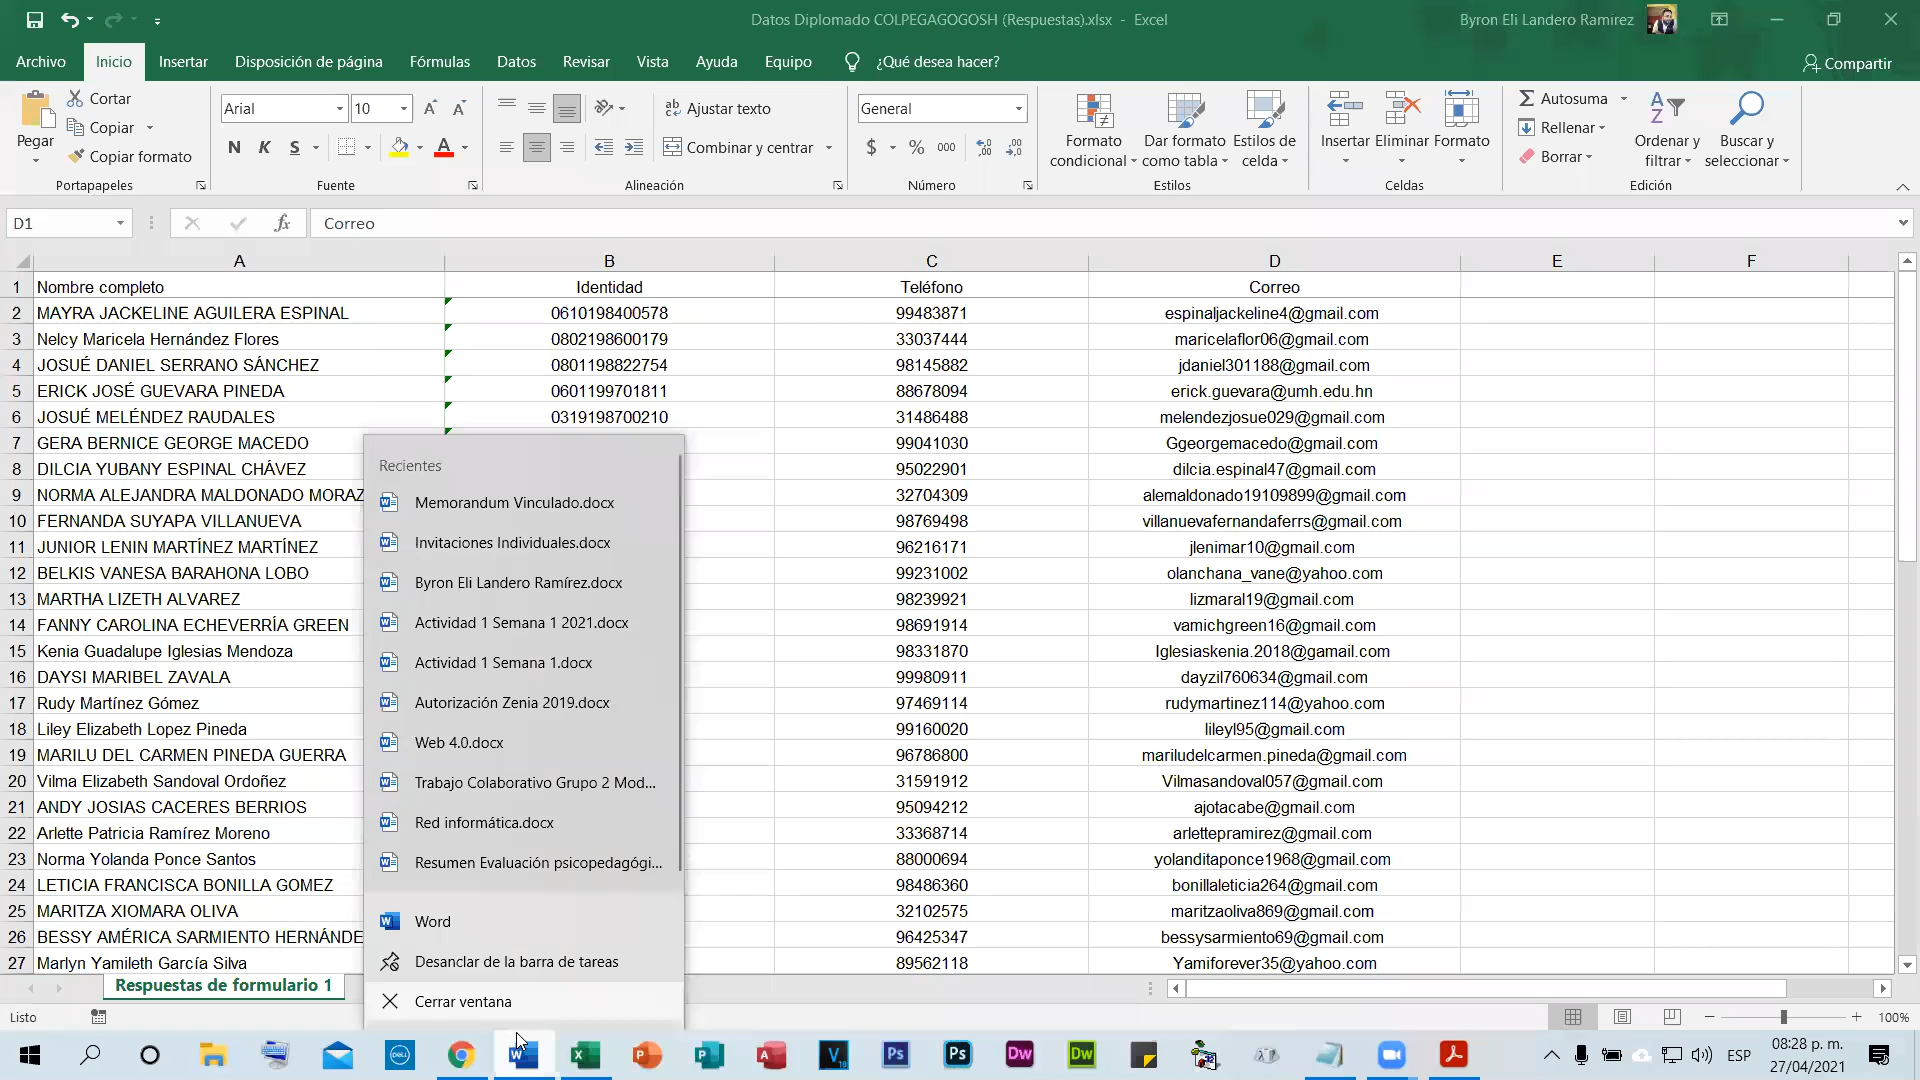 Datos Diplomado COLPEGAGOGOSH (Respuestas).xlsx - Excel
Byron Eli Landero Ramirez
Archivo Inicio Insertar Disposición de página Fórmulas Datos Revisar Vista Ayuda Equipo ¿Qué desea hacer? Compartir
Pegar
Cortar
Copiar
Copiar formato
Portapapeles
Arial 10
N K S
Fuente
Ajustar texto
Combinar y centrar
Alineación
General
$ % 000
Número
Formato condicional
Dar formato como tabla
Estilos de celda
Estilos
Insertar Eliminar Formato
Celdas
Autosuma
Rellenar
Borrar
Ordenar y filtrar
Buscar y seleccionar
Edición
D1 fx Correo
A B C D E F
1 Nombre completo Identidad Teléfono Correo
2 MAYRA JACKELINE AGUILERA ESPINAL 0610198400578 99483871 espinaljackeline4@gmail.com
3 Nelcy Maricela Hernández Flores 0802198600179 33037444 maricelaflor06@gmail.com
4 JOSUÉ DANIEL SERRANO SÁNCHEZ 0801198822754 98145882 jdaniel301188@gmail.com
5 ERICK JOSÉ GUEVARA PINEDA 0601199701811 88678094 erick.guevara@umh.edu.hn
6 JOSUÉ MELÉNDEZ RAUDALES 0319198700210 31486488 melendezjosue029@gmail.com
7 GERA BERNICE GEORGE MACEDO 99041030 Ggeorgemacedo@gmail.com
8 DILCIA YUBANY ESPINAL CHÁVEZ 95022901 dilcia.espinal47@gmail.com
9 NORMA ALEJANDRA MALDONADO MORAZ 32704309 alemaldonado19109899@gmail.com
10 FERNANDA SUYAPA VILLANUEVA 98769498 villanuevafernandaferrs@gmail.com
11 JUNIOR LENIN MARTÍNEZ MARTÍNEZ 96216171 jlenimar10@gmail.com
12 BELKIS VANESA BARAHONA LOBO 99231002 olanchana_vane@yahoo.com
13 MARTHA LIZETH ALVAREZ 98239921 lizmaral19@gmail.com
14 FANNY CAROLINA ECHEVERRÍA GREEN 98691914 vamichgreen16@gmail.com
15 Kenia Guadalupe Iglesias Mendoza 98331870 Iglesiaskenia.2018@gamail.com
16 DAYSI MARIBEL ZAVALA 99980911 dayzil760634@gmail.com
17 Rudy Martínez Gómez 97469114 rudymartinez114@yahoo.com
18 Liley Elizabeth Lopez Pineda 99160020 lileyl95@gmail.com
19 MARILU DEL CARMEN PINEDA GUERRA 96786800 mariludelcarmen.pineda@gmail.com
20 Vilma Elizabeth Sandoval Ordoñez 31591912 Vilmasandoval057@gmail.com
21 ANDY JOSIAS CACERES BERRIOS 95094212 ajotacabe@gmail.com
22 Arlette Patricia Ramírez Moreno 33368714 arlettepramirez@gmail.com
23 Norma Yolanda Ponce Santos 88000694 yolanditaponce1968@gmail.com
24 LETICIA FRANCISCA BONILLA GOMEZ 98486360 bonillaleticia264@gmail.com
25 MARITZA XIOMARA OLIVA 32102575 maritzaoliva869@gmail.com
26 BESSY AMÉRICA SARMIENTO HERNÁNDE 96425347 bessysarmiento69@gmail.com
27 Marlyn Yamileth García Silva 89562118 Yamiforever35@yahoo.com
Recientes
Memorandum Vinculado.docx
Invitaciones Individuales.docx
Byron Eli Landero Ramírez.docx
Actividad 1 Semana 1 2021.docx
Actividad 1 Semana 1.docx
Autorización Zenia 2019.docx
Web 4.0.docx
Trabajo Colaborativo Grupo 2 Mod...
Red informática.docx
Resumen Evaluación psicopedagógi...
Word
Desanclar de la barra de tareas
Cerrar ventana
Respuestas de formulario 1
Listo
100%
ESP
08:28 p. m.
27/04/2021